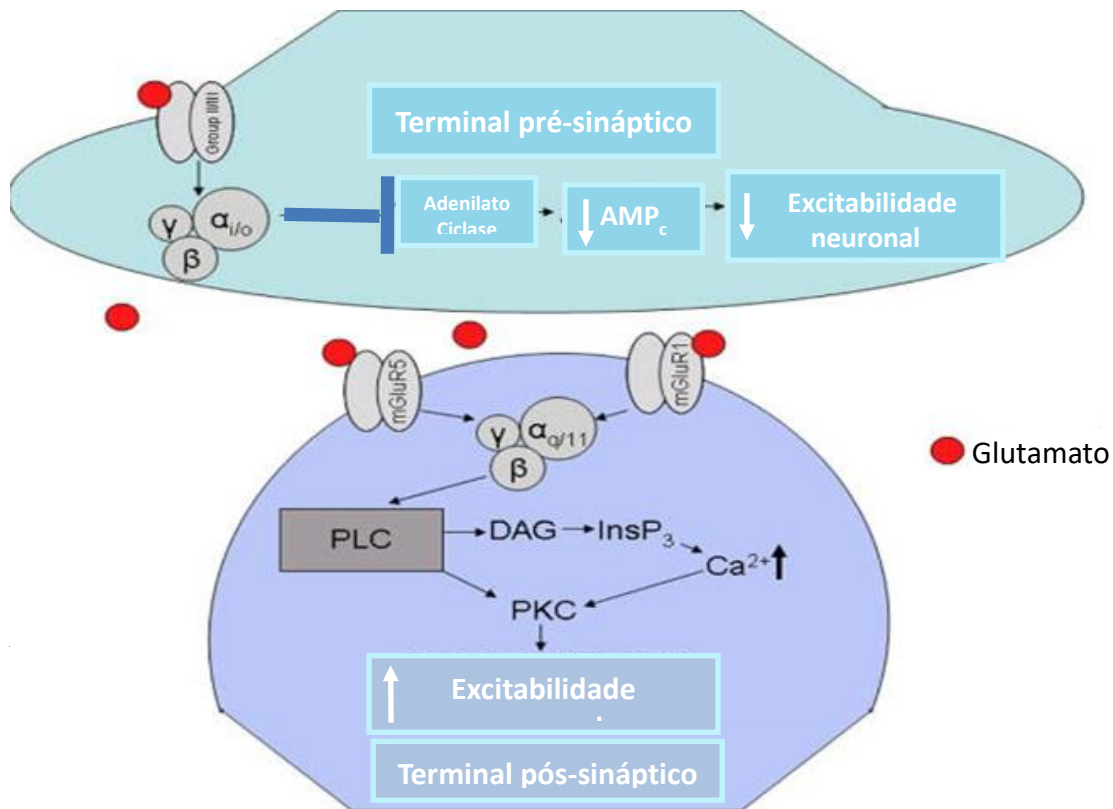 Group II/III
Terminal pré-sináptico
γ
α i/o
β
Adenilato
Ciclase
AMPc
Excitabilidade
neuronal
mGluR5
mGluR1
γ
α q/11
β
Glutamato
PLC
DAG
InsP3
Ca2+
PKC
Excitabilidade
Terminal pós-sináptico